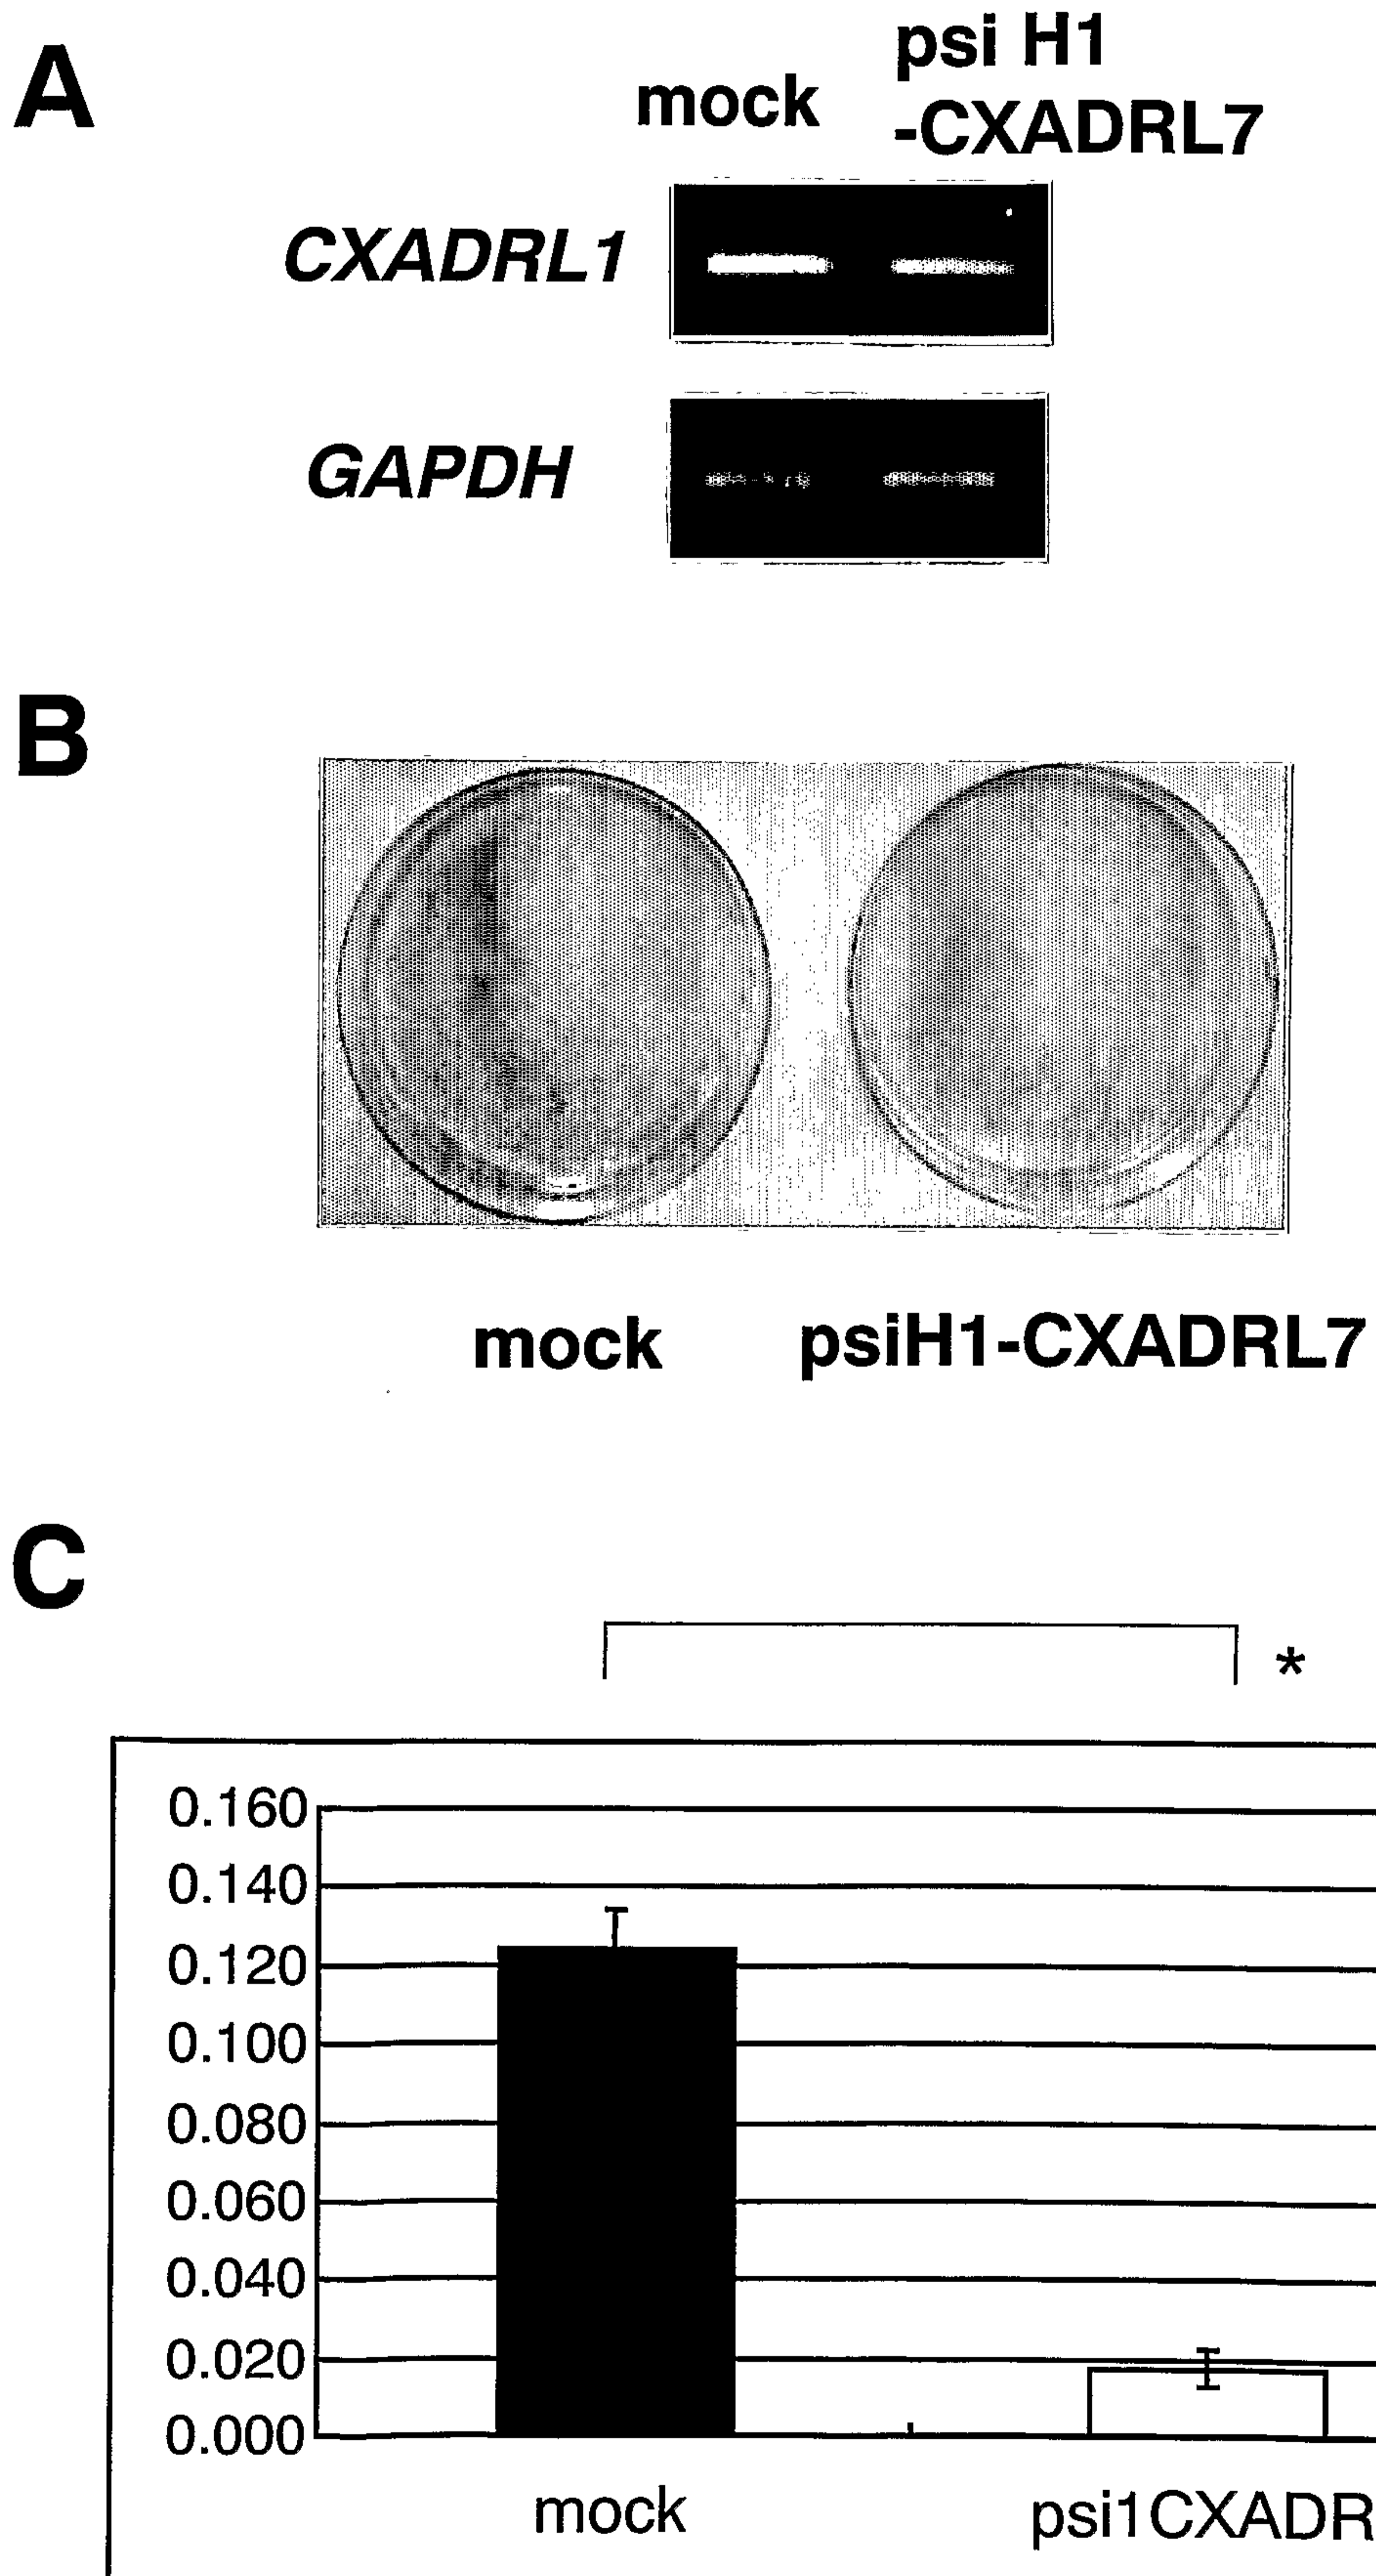 A
mock
psi H1
-CXADRL7
CXADRL1
GAPDH
B
mock
psiH1-CXADRL7
C
*
0.160
0.140
0.120
0.100
0.080
0.060
0.040
0.020
0.000
mock
psi1CXADR